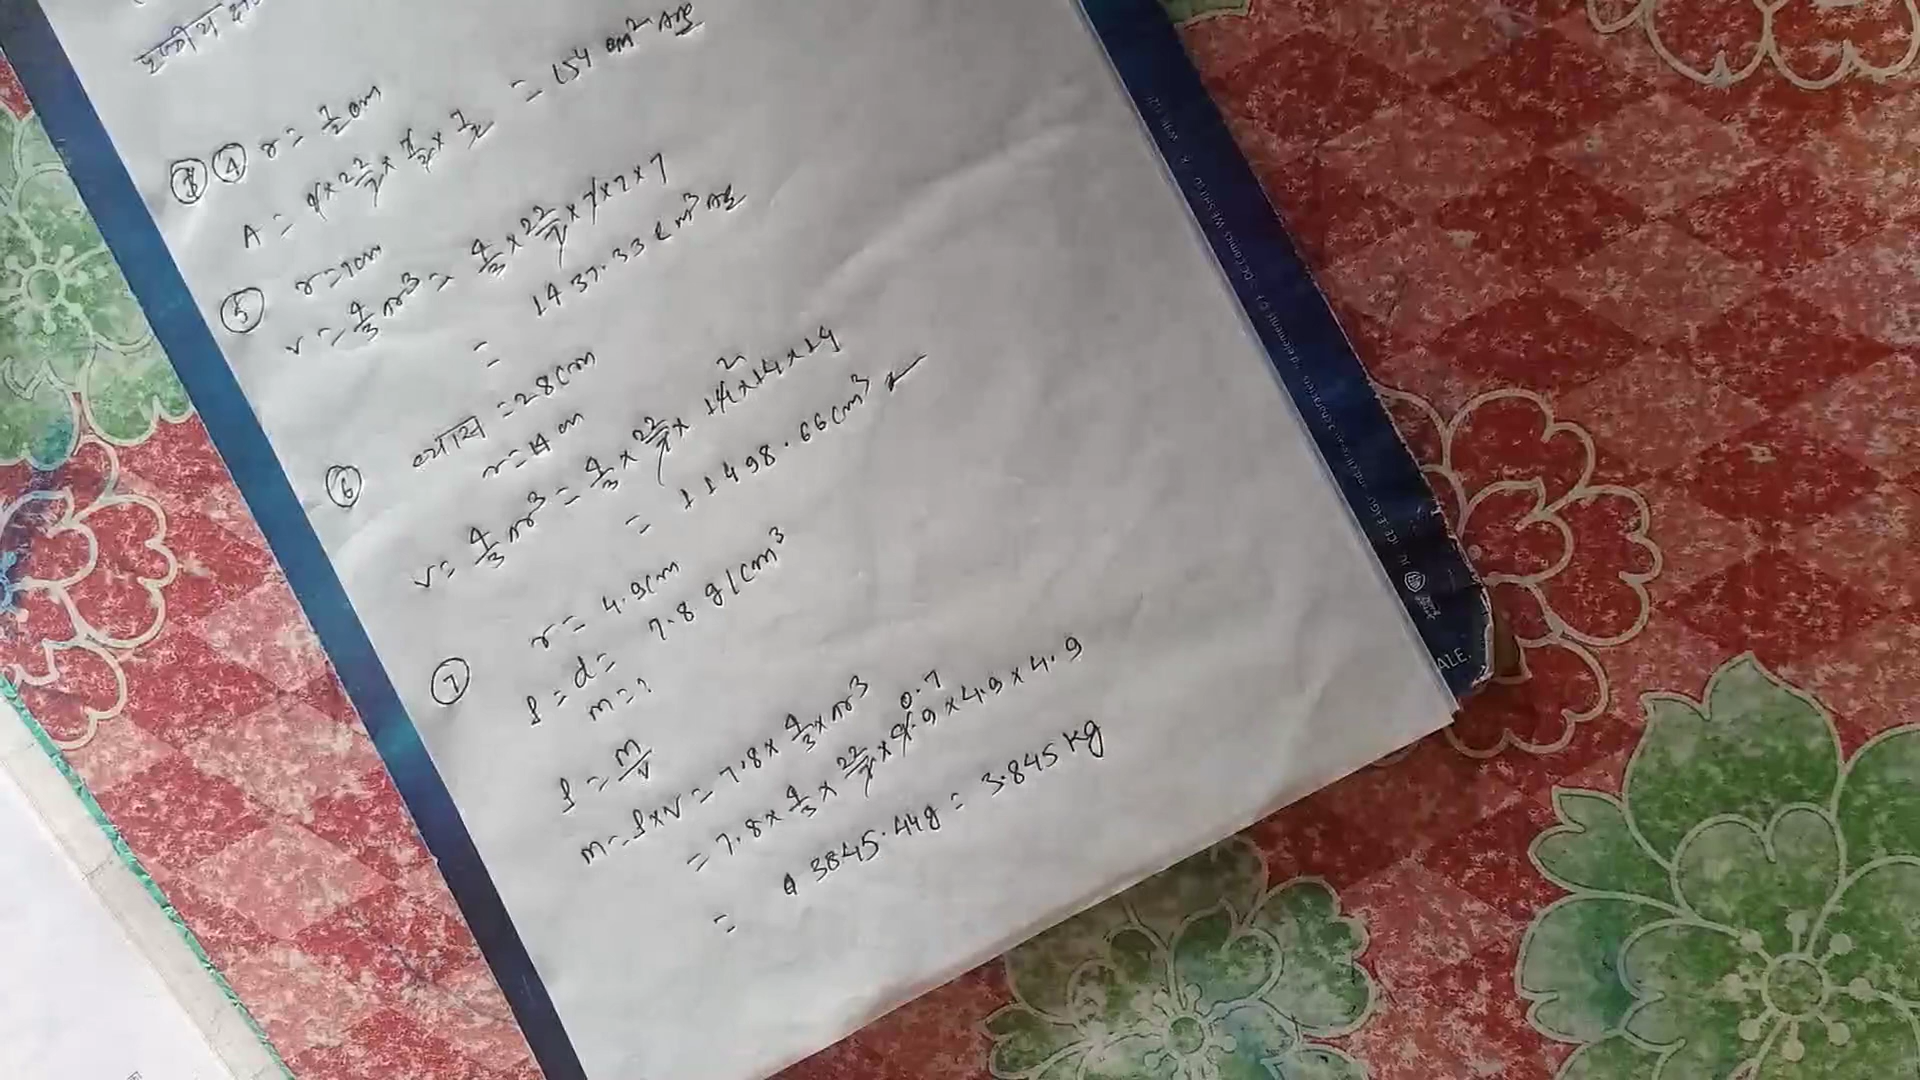 ④ r = 7/2 cm
A = 4 × 22/7 × 7/2 × 7/2 = 154 cm² Ans
⑤ r = 7cm
v = 4/3 πr³ = 4/3 × 22/7 × 7 × 7 × 7
= 1437.33 cm³ Ans
⑥ व्यास = 28cm
r = 14 cm
v = 4/3 πr³ = 4/3 × 22/7 × 14 × 14 × 14
= 11498.66 cm³
⑦ r = 4.9cm
ρ = d = 7.8 g/cm³
m = ?
ρ = m/v
m = ρ×v = 7.8 × 4/3 × πr³
= 7.8 × 4/3 × 22/7 × 4.9 × 4.9 × 4.9
= 3845.44g = 3.845 kg
ALE.